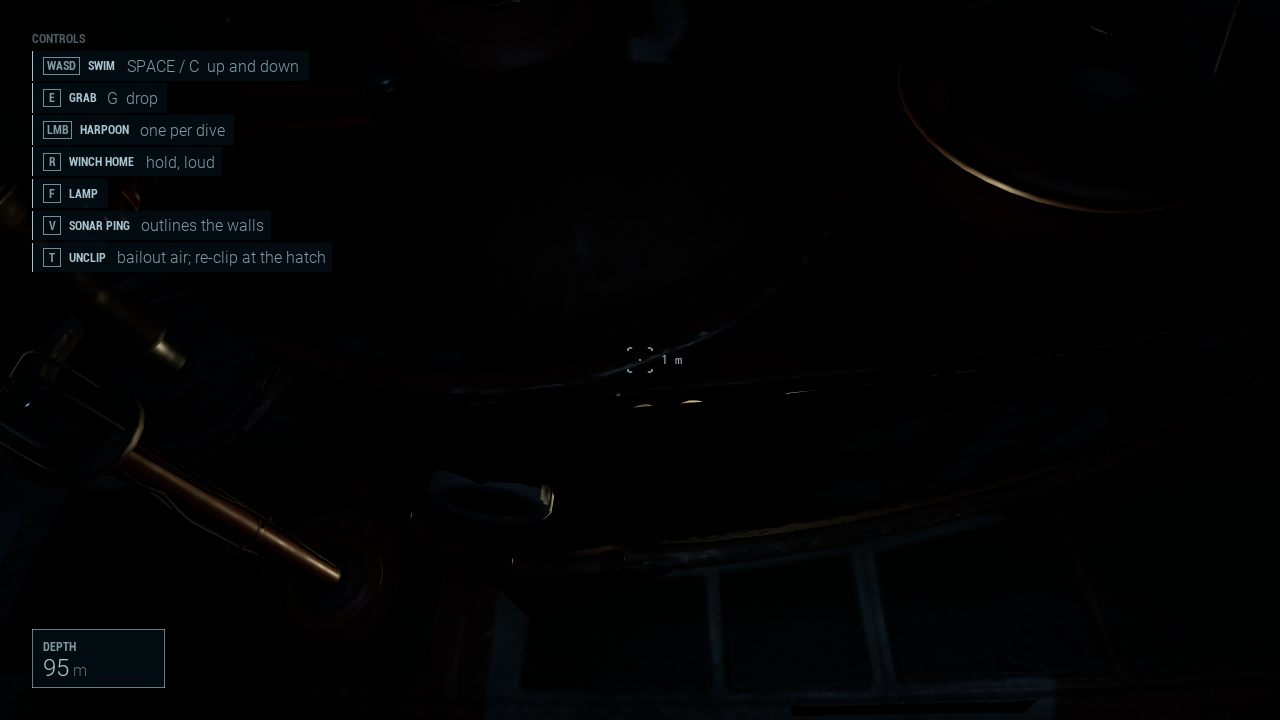 CONTROLS
WASD SWIM SPACE / C up and down
E GRAB G drop
LMB HARPOON one per dive
R WINCH HOME hold, loud
F LAMP
V SONAR PING outlines the walls
T UNCLIP bailout air; re-clip at the hatch
1 m
DEPTH
95 m